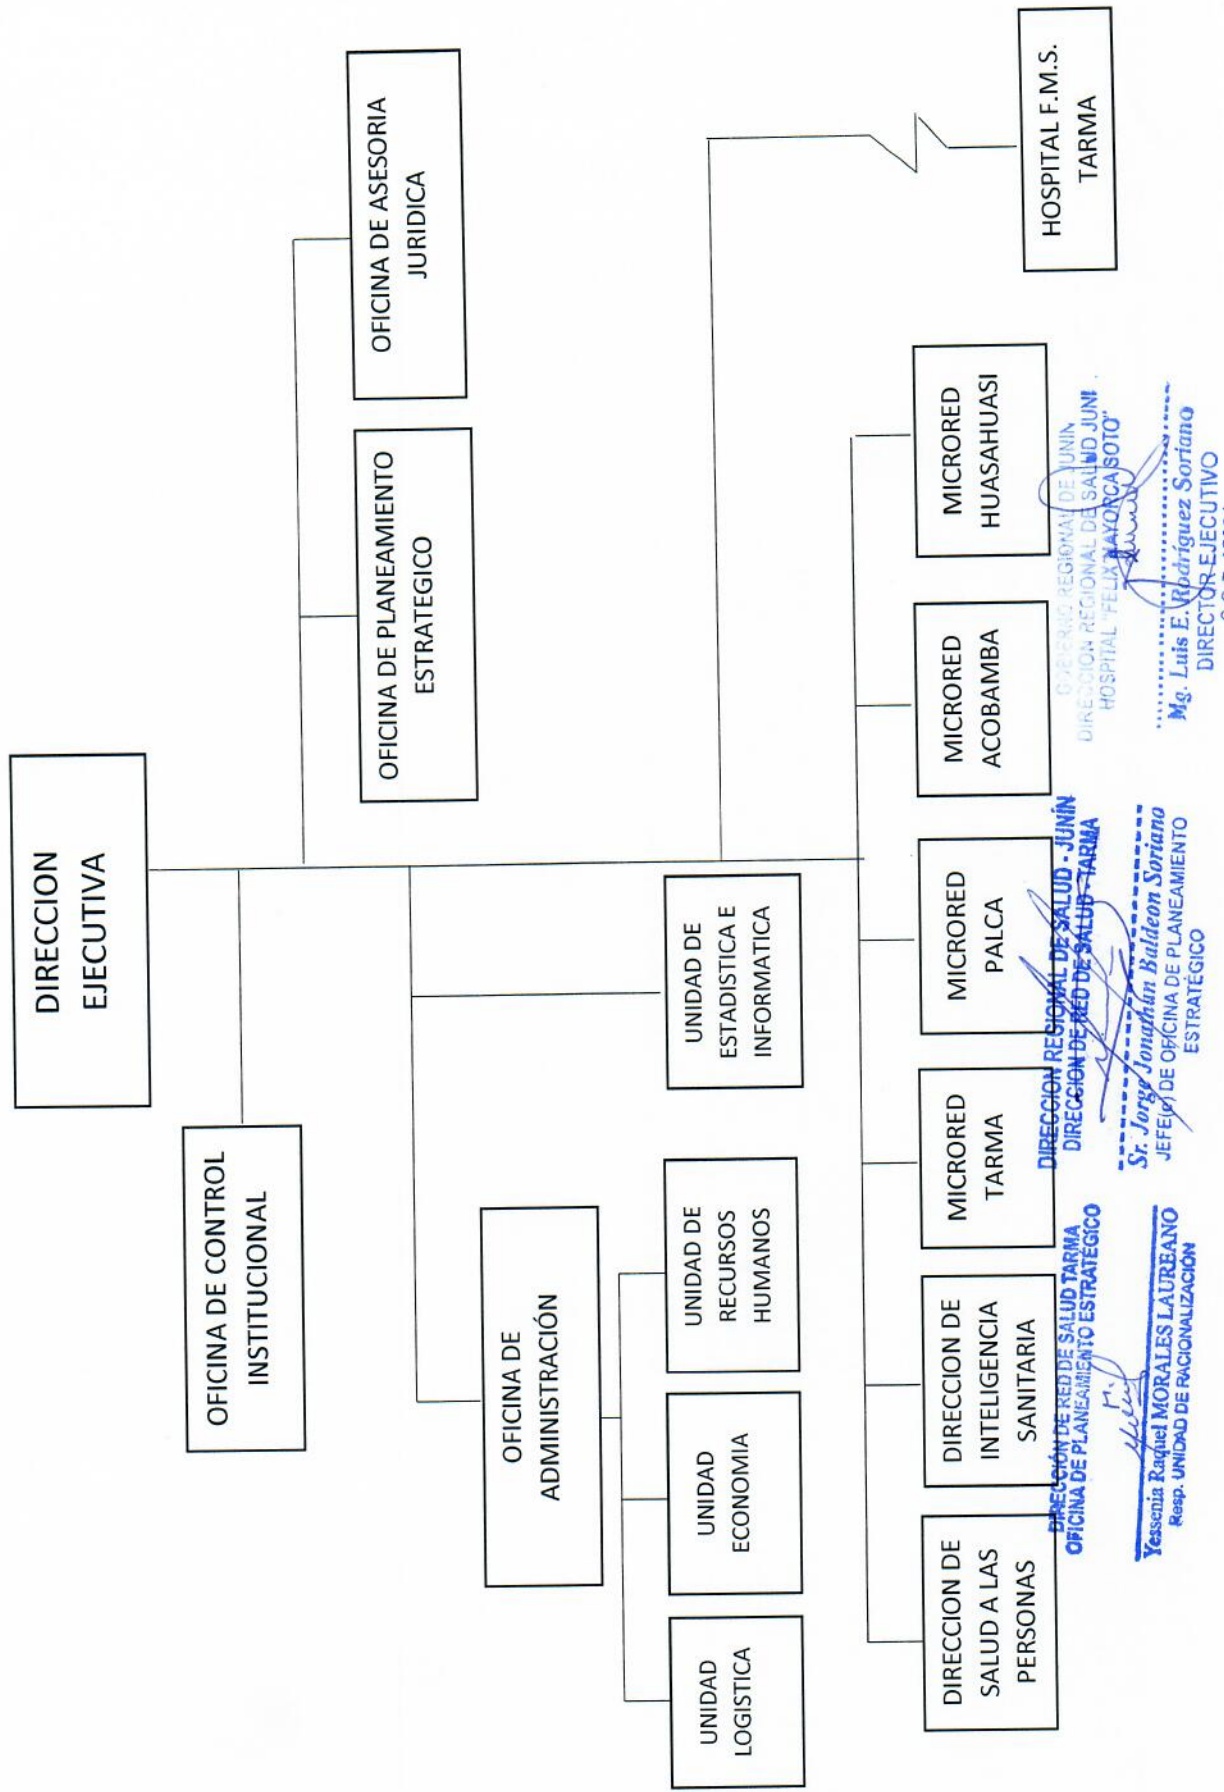 DIRECCION
EJECUTIVA
OFICINA DE CONTROL
INSTITUCIONAL
OFICINA DE PLANEAMIENTO
ESTRATEGICO
OFICINA DE ASESORIA
JURIDICA
OFICINA DE
ADMINISTRACIÓN
UNIDAD
LOGISTICA
UNIDAD
ECONOMIA
UNIDAD DE
RECURSOS
HUMANOS
UNIDAD DE
ESTADISTICA E
INFORMATICA
DIRECCION DE
SALUD A LAS
PERSONAS
DIRECCION DE
INTELIGENCIA
SANITARIA
MICRORED
TARMA
MICRORED
PALCA
MICRORED
ACOBAMBA
MICRORED
HUASAHUASI
HOSPITAL F.M.S.
TARMA
DIRECCIÓN DE RED DE SALUD TARMA
OFICINA DE PLANEAMIENTO ESTRATÉGICO
Yessenia Raquel MORALES LAUREANO
Resp. UNIDAD DE RACIONALIZACIÓN
DIRECCION REGIONAL DE SALUD - JUNÍN
DIRECCION DE RED DE SALUD - TARMA
Sr. Jorge Jonathan Baldeon Soriano
JEFE(e) DE OFICINA DE PLANEAMIENTO
ESTRATÉGICO
GOBIERNO REGIONAL DE JUNIN
DIRECCION REGIONAL DE SALUD JUNI
HOSPITAL "FELIX MAYORCA SOTO"
Mg. Luis E. Rodríguez Soriano
DIRECTOR EJECUTIVO